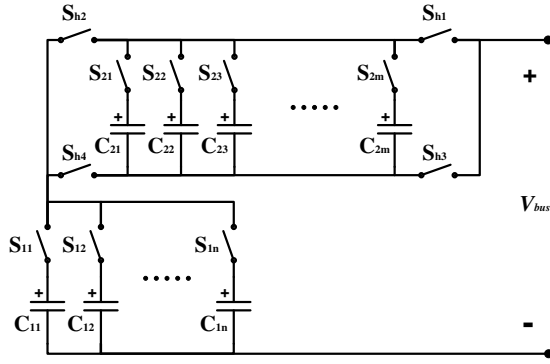 Sh2 Sh1
S21 S22 S23 S2m +
+ + + +
C21 C22 C23 C2m
Sh4 Sh3
Vbus
S11 S12 S1n
+ + +
C11 C12 C1n -